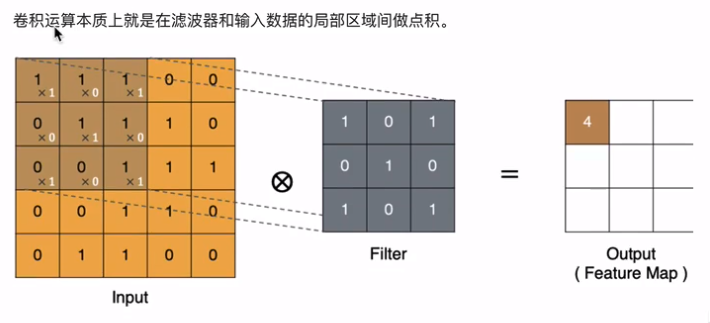 卷积运算本质上就是在滤波器和输入数据的局部区域间做点积。
1×1 1×0 1×1 0 0
0×0 1×1 1×0 1 0
0×1 0×0 1×1 1 1
0 0 1 1 0
0 1 1 0 0
Input
⊗
1 0 1
0 1 0
1 0 1
Filter
=
4
Output
( Feature Map )